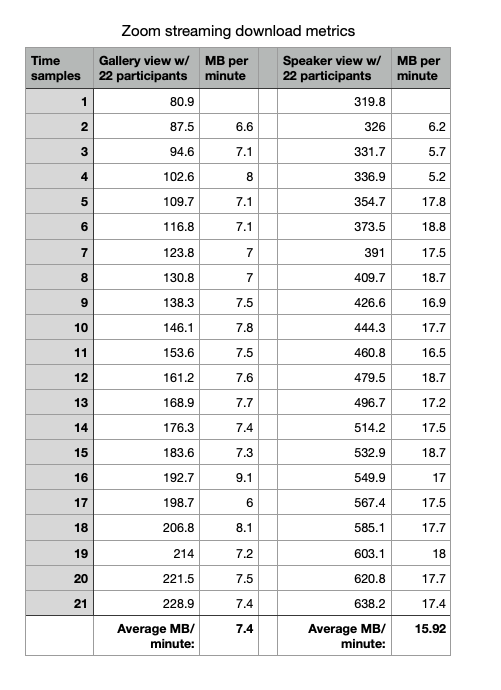 Zoom streaming download metrics
Time samples Gallery view w/ 22 participants MB per minute Speaker view w/ 22 participants MB per minute
1 80.9 319.8
2 87.5 6.6 326 6.2
3 94.6 7.1 331.7 5.7
4 102.6 8 336.9 5.2
5 109.7 7.1 354.7 17.8
6 116.8 7.1 373.5 18.8
7 123.8 7 391 17.5
8 130.8 7 409.7 18.7
9 138.3 7.5 426.6 16.9
10 146.1 7.8 444.3 17.7
11 153.6 7.5 460.8 16.5
12 161.2 7.6 479.5 18.7
13 168.9 7.7 496.7 17.2
14 176.3 7.4 514.2 17.5
15 183.6 7.3 532.9 18.7
16 192.7 9.1 549.9 17
17 198.7 6 567.4 17.5
18 206.8 8.1 585.1 17.7
19 214 7.2 603.1 18
20 221.5 7.5 620.8 17.7
21 228.9 7.4 638.2 17.4
Average MB/ minute: 7.4 Average MB/ minute: 15.92